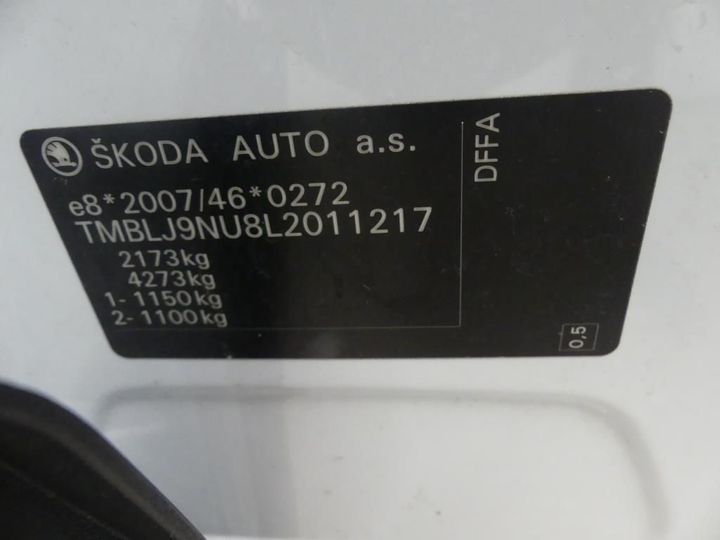 ŠKODA AUTO a.s.
e8*2007/46*0272
TMBLJ9NU8L2011217
2173kg
4273kg
1- 1150kg
2- 1100kg
DFFA
0,5